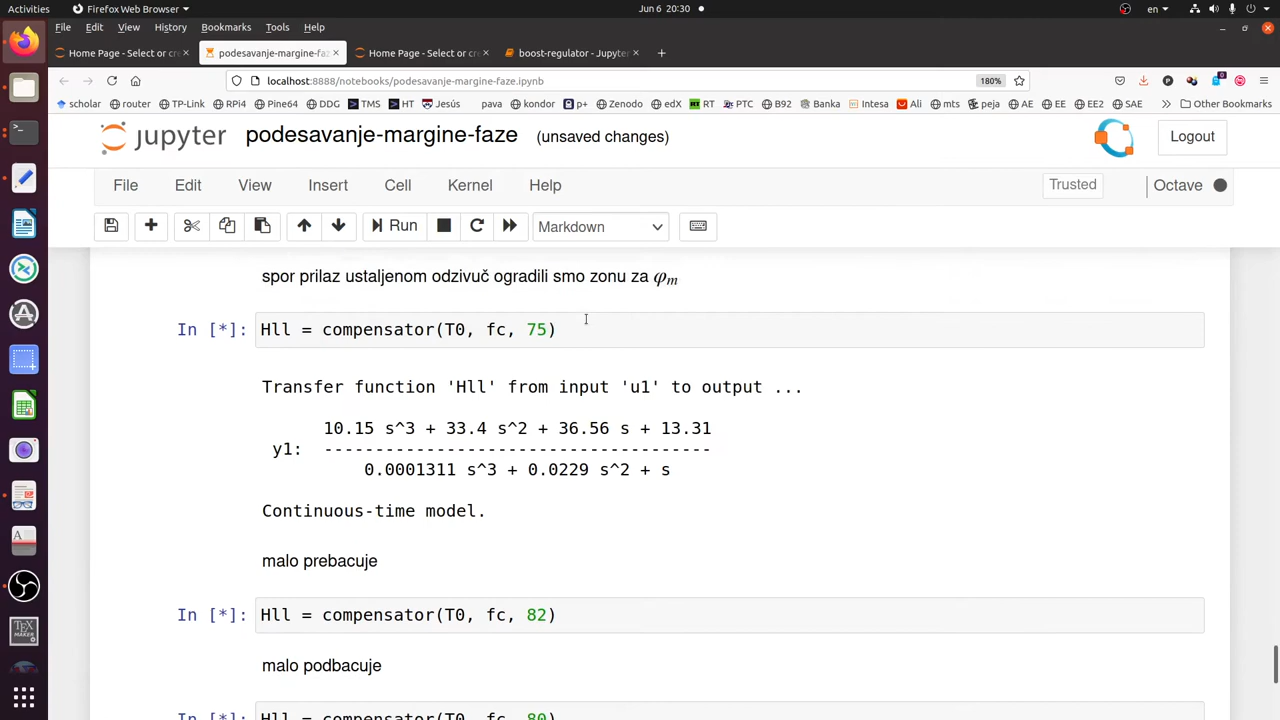 Activities
Firefox Web Browser
Jun 6 20:30
en
File Edit View History Bookmarks Tools Help
Home Page - Select or cre
podesavanje-margine-faz
Home Page - Select or cre
boost-regulator - Jupyter
localhost:8888/notebooks/podesavanje-margine-faze.ipynb
180%
scholar router TP-Link RPi4 Pine64 DDG TMS HT Jesús pava kondor p+ Zenodo edX RT PTC B92 Banka Intesa Ali mts peja AE EE EE2 SAE Other Bookmarks
jupyter podesavanje-margine-faze (unsaved changes)
Logout
File Edit View Insert Cell Kernel Help
Trusted
Octave
Run
Markdown
spor prilaz ustaljenom odzivuč ogradili smo zonu za φm
In [*]: Hll = compensator(T0, fc, 75)
Transfer function 'Hll' from input 'u1' to output ...
10.15 s^3 + 33.4 s^2 + 36.56 s + 13.31
y1: --------------------------------------
0.0001311 s^3 + 0.0229 s^2 + s
Continuous-time model.
malo prebacuje
In [*]: Hll = compensator(T0, fc, 82)
malo podbacuje
Hll = compensator(T0, fc, 80)